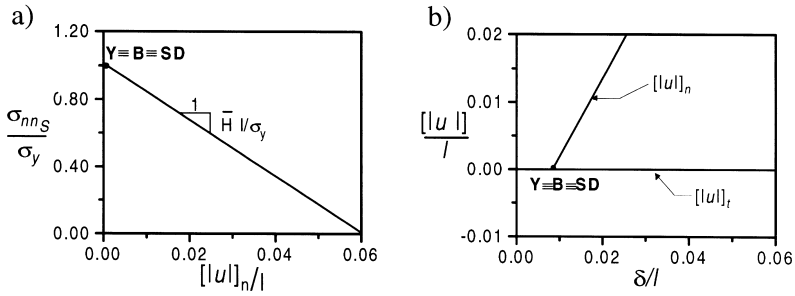 a)
1.20
0.80
0.40
0.00
σnnS
σy
Y≡B≡SD
1
H̅ l/σy
0.00 0.02 0.04 0.06
[|u|]n/l
b)
0.02
0.01
0.00
-0.01
[|u|]
l
[|u|]n
Y≡B≡SD
[|u|]t
0.00 0.02 0.04 0.06
δ/l